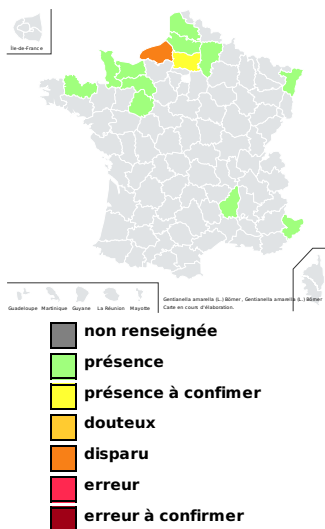 Île-de-France
Gentianella amarella (L.) Börner , Gentianella amarella (L.) Börner
Carte en cours d'élaboration.
Guadeloupe Martinique Guyane La Réunion Mayotte
non renseignée
présence
présence à confimer
douteux
disparu
erreur
erreur à confirmer